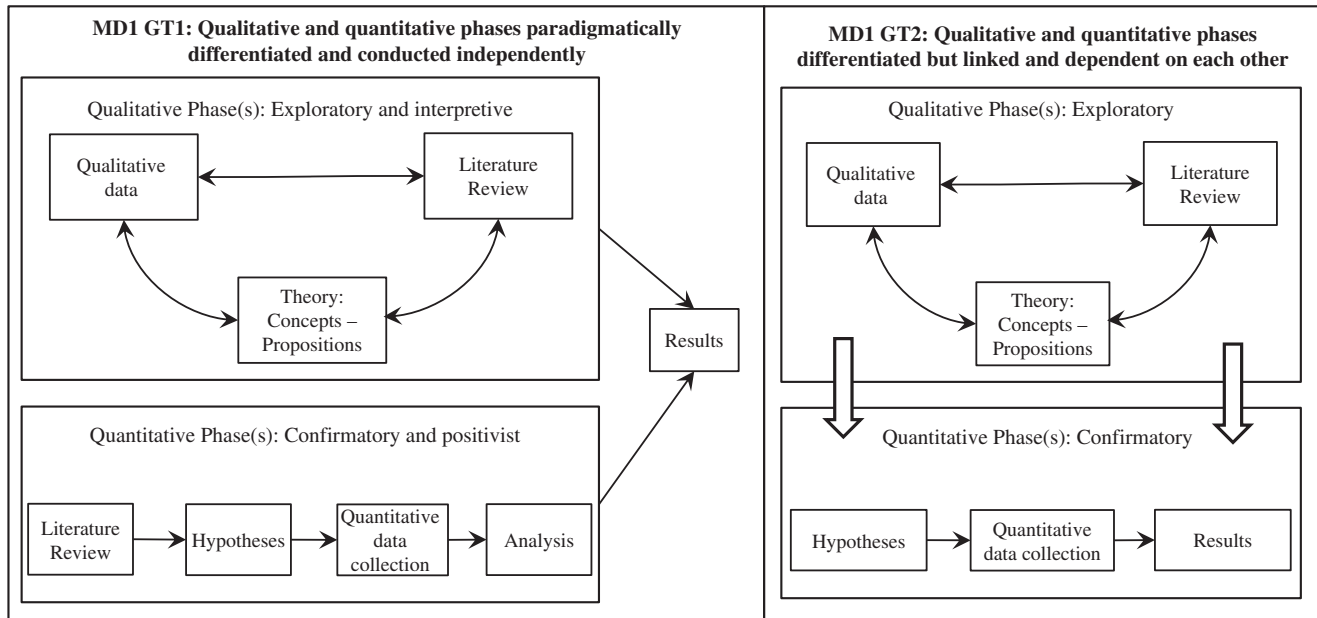 MD1 GT1: Qualitative and quantitative phases paradigmatically
differentiated and conducted independently
Qualitative Phase(s): Exploratory and interpretive
Qualitative
data
Literature
Review
Theory:
Concepts –
Propositions
Results
Quantitative Phase(s): Confirmatory and positivist
Literature
Review
Hypotheses
Quantitative
data
collection
Analysis
MD1 GT2: Qualitative and quantitative phases
differentiated but linked and dependent on each other
Qualitative Phase(s): Exploratory
Qualitative
data
Literature
Review
Theory:
Concepts –
Propositions
Quantitative Phase(s): Confirmatory
Hypotheses
Quantitative
data collection
Results